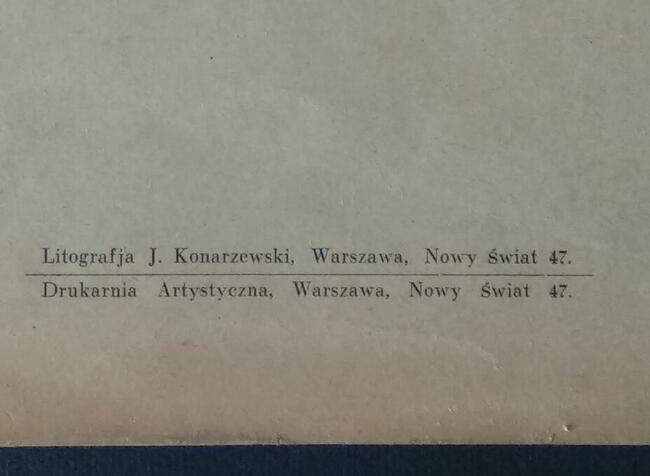 Litografja J. Konarzewski, Warszawa, Nowy Świat 47.
Drukarnia Artystyczna, Warszawa, Nowy Świat 47.